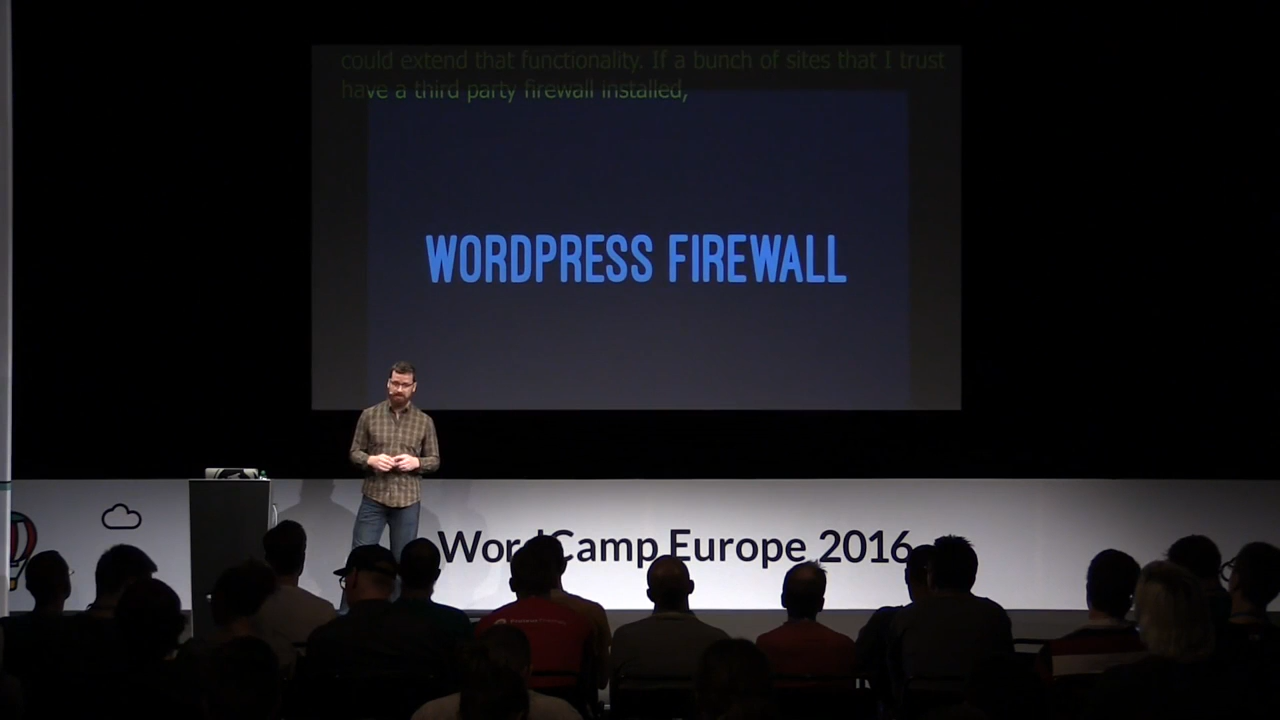 could extend that functionality. If a bunch of sites that I trust
have a third party firewall installed,
WORDPRESS FIREWALL
WordCamp Europe 2016